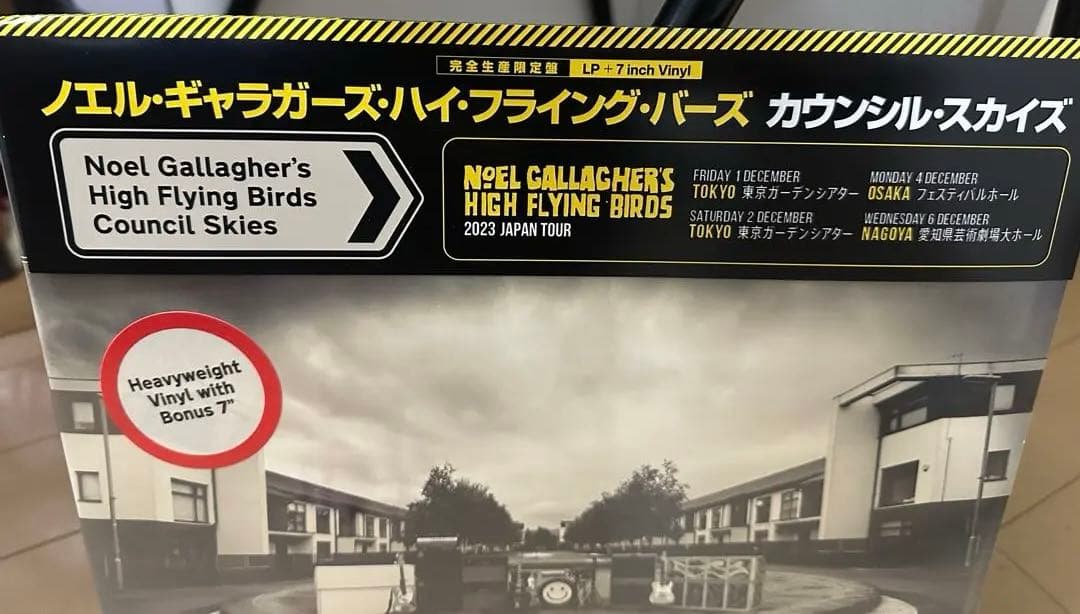 完全生産限定盤 LP+7 inch Vinyl
ノエル・ギャラガーズ・ハイ・フライング・バーズ カウンシル・スカイズ
Noel Gallagher's
High Flying Birds
Council Skies
NOEL GALLAGHER'S
HIGH FLYING BIRDS
2023 JAPAN TOUR
FRIDAY 1 DECEMBER
TOKYO 東京ガーデンシアター
SATURDAY 2 DECEMBER
TOKYO 東京ガーデンシアター
MONDAY 4 DECEMBER
OSAKA フェスティバルホール
WEDNESDAY 6 DECEMBER
NAGOYA 愛知県芸術劇場大ホール
Heavyweight
Vinyl with
Bonus 7"